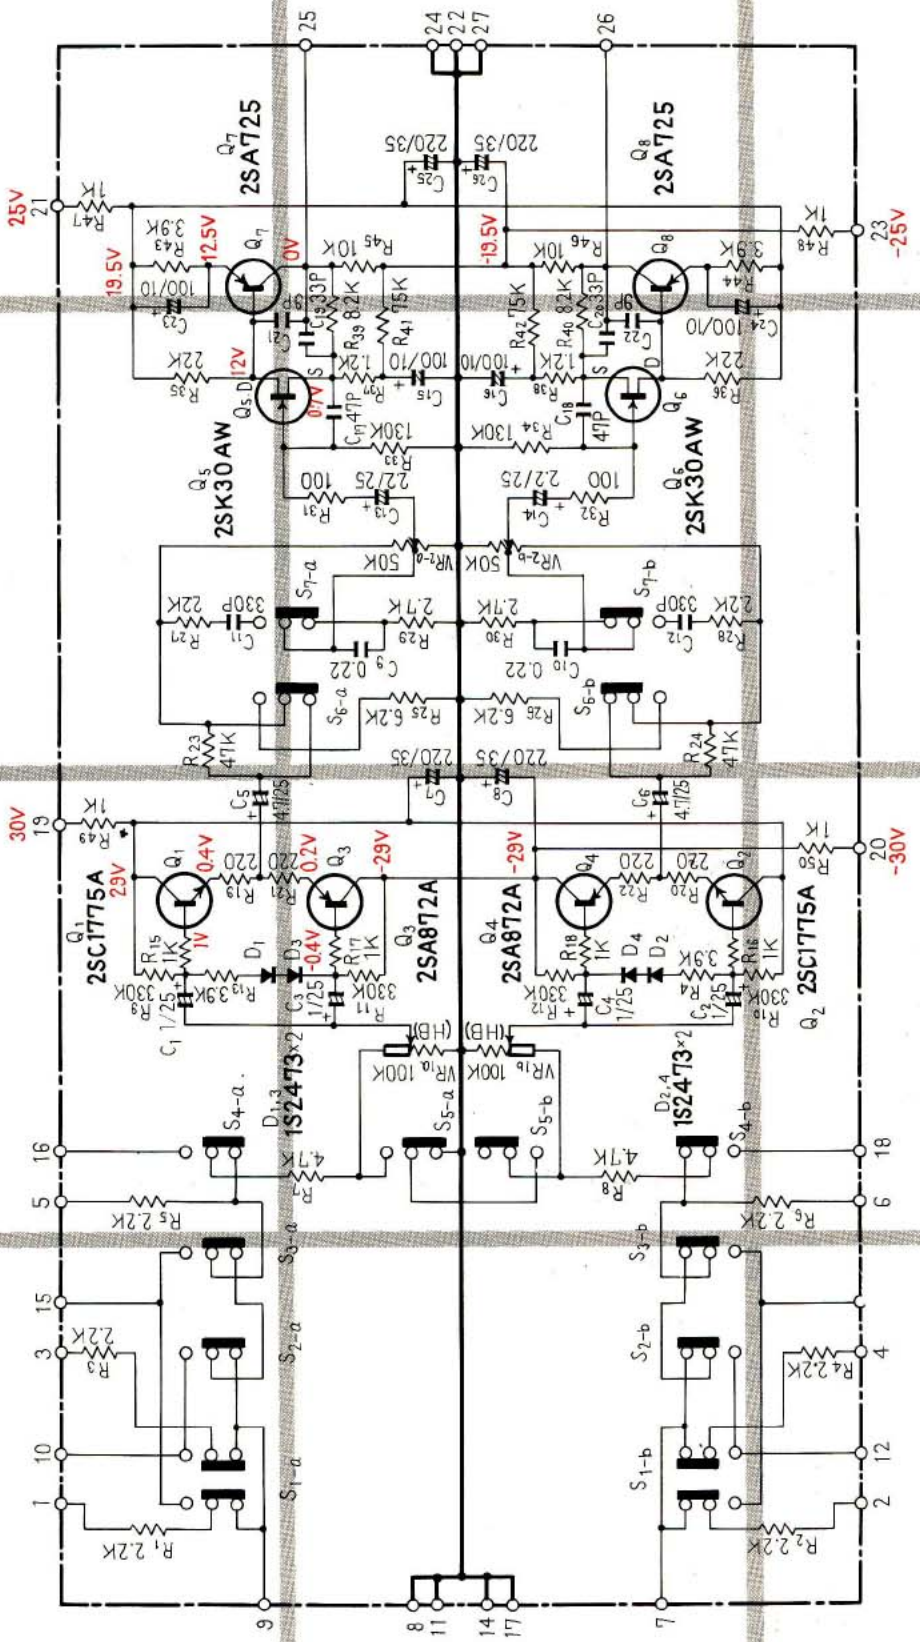 25
24
22
27
26
Q7
2SA725
220/35
C25
220/35
C26
Q8
2SA725
25V
21
1K
R47
1K
R48
23
-25V
19.5V
3.9K
R43
12.5V
Q7
0V
10K
R45
-19.5V
10K
R46
Q8
3.9K
R44
100/10
C23
9P
C21
33P
C19
8.2K
R39
75K
R41
75K
R42
8.2K
R40
33P
C20
9P
C22
100/10
C24
22K
R35
12V
D
Q5
0.7V
S
1.2K
R37
100/10
C15
100/10
C16
1.2K
R38
S
D
Q6
22K
R36
47P
C17
47P
C18
130K
R33
130K
R34
Q5
2SK30AW
100
R31
2.2/25
C13
2.2/25
C14
100
R32
Q6
2SK30AW
50K
VR2-a
50K
VR2-b
22K
R27
330P
C11
S7-a
2.7K
R29
2.7K
R30
S7-b
330P
C12
2.2K
R28
C9
0.22
C10
0.22
S6-a
R25
6.2K
R26
6.2K
S6-b
R23
47K
R24
47K
C5
4.7/25
220/35
C7
220/35
C8
C6
4.7/25
30V
19
1K
R49
1K
R50
20
-30V
29V
Q1
0.4V
220
R19
220
R21
0.2V
Q3
-29V
-29V
Q4
220
R22
220
R20
Q2
Q1
2SC1775A
R15
1K
1V
-0.4V
R17
1K
Q3
2SA872A
Q4
2SA872A
R18
1K
R16
1K
2SC1775A
Q2
R9
330K
R13
3.9K
D1
D3
R11
330K
R12
330K
D4
D2
3.9K
R4
R10
330K
C1
1/25
C3
1/25
C4
1/25
C2
1/25
D1,3
1S2473×2
(HB)
VR1a
100K
(HB)
VR1b
100K
D2,4
1S2473×2
16
S4-a
S5-a
S5-b
S4-b
18
4.7K
R7
4.7K
R8
5
R5 2.2K
R6 2.2K
6
S3-a
S3-b
15
3
2.2K
R3
S2-a
S2-b
R4 2.2K
4
10
S1-a
S1-b
12
1
R1 2.2K
R2 2.2K
2
9
8
11
14
17
7